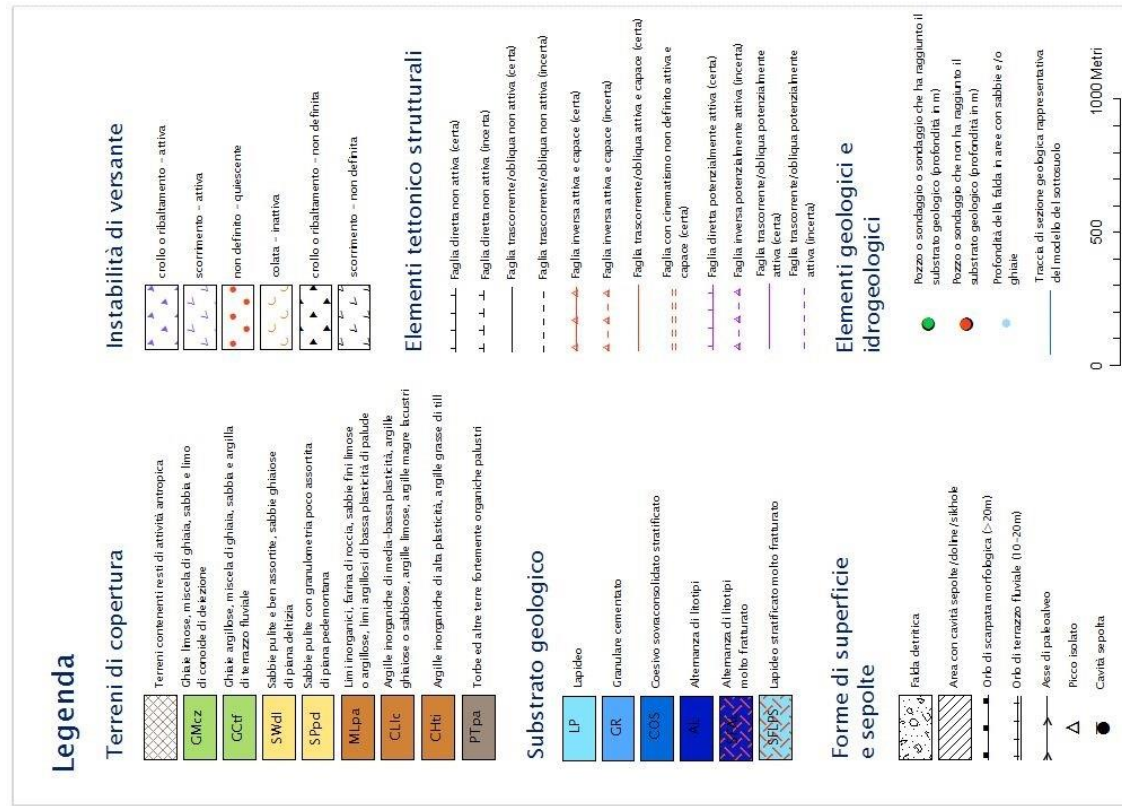 Legenda
Terreni di copertura
Terreni contenenti resti di attività antropica
GMcz
Ghiaie limose, miscela di ghiaia, sabbia e limo
di conoide di deiezione
GCtf
Ghiaie argillose, miscela di ghiaia, sabbia e argilla
di terrazzo fluviale
SWdl
Sabbie pulite e ben assortite, sabbie ghiaiose
di piana deltizia
SPpd
Sabbie pulite con granulometria poco assortita
di piana pedemontana
MLpa
Limi inorganici, farina di roccia, sabbie fini limose
o argillose, limi argillosi di bassa plasticità di palude
CLlc
Argille inorganiche di media-bassa plasticità, argille
ghiaiose o sabbiose, argille limose, argille magre lacustri
CHti
Argille inorganiche di alta plasticità, argille grasse di till
PTpa
Torbe ed altre terre fortemente organiche palustri
Substrato geologico
LP
Lapideo
GR
Granulare cementato
COS
Coesivo sovraconsolidato stratificato
AL
Alternanza di litotipi
Alternanza di litotipi
molto fratturato
SFLPS
Lapideo stratificato molto fratturato
Forme di superficie
e sepolte
Falda detritica
Area con cavità sepolte/doline/sikhole
Orlo di scarpata morfologica (>20m)
Orlo di terrazzo fluviale (10-20m)
Asse di paleoalveo
Picco isolato
Cavità sepolta
Instabilità di versante
crollo o ribaltamento - attiva
scorrimento - attiva
non definito - quiescente
colata - inattiva
crollo o ribaltamento - non definita
scorrimento - non definita
Elementi tettonico strutturali
Faglia diretta non attiva (certa)
Faglia diretta non attiva (incerta)
Faglia trascorrente/obliqua non attiva (certa)
Faglia trascorrente/obliqua non attiva (incerta)
Faglia inversa attiva e capace (certa)
Faglia inversa attiva e capace (incerta)
Faglia trascorrente/obliqua attiva e capace (certa)
Faglia con cinematismo non definito attiva e
capace (certa)
Faglia diretta potenzialmente attiva (certa)
Faglia inversa potenzialmente attiva (incerta)
Faglia trascorrente/obliqua potenzialmente
attiva (certa)
Faglia trascorrente/obliqua potenzialmente
attiva (incerta)
Elementi geologici e
idrogeologici
Pozzo o sondaggio che ha raggiunto il
substrato geologico (profondità in m)
Pozzo o sondaggio che non ha raggiunto il
substrato geologico (profondità in m)
Profondità della falda in aree con sabbie e/o
ghiaie
Traccia di sezione geologica rappresentativa
del modello del sottosuolo
0 500 1000 Metri